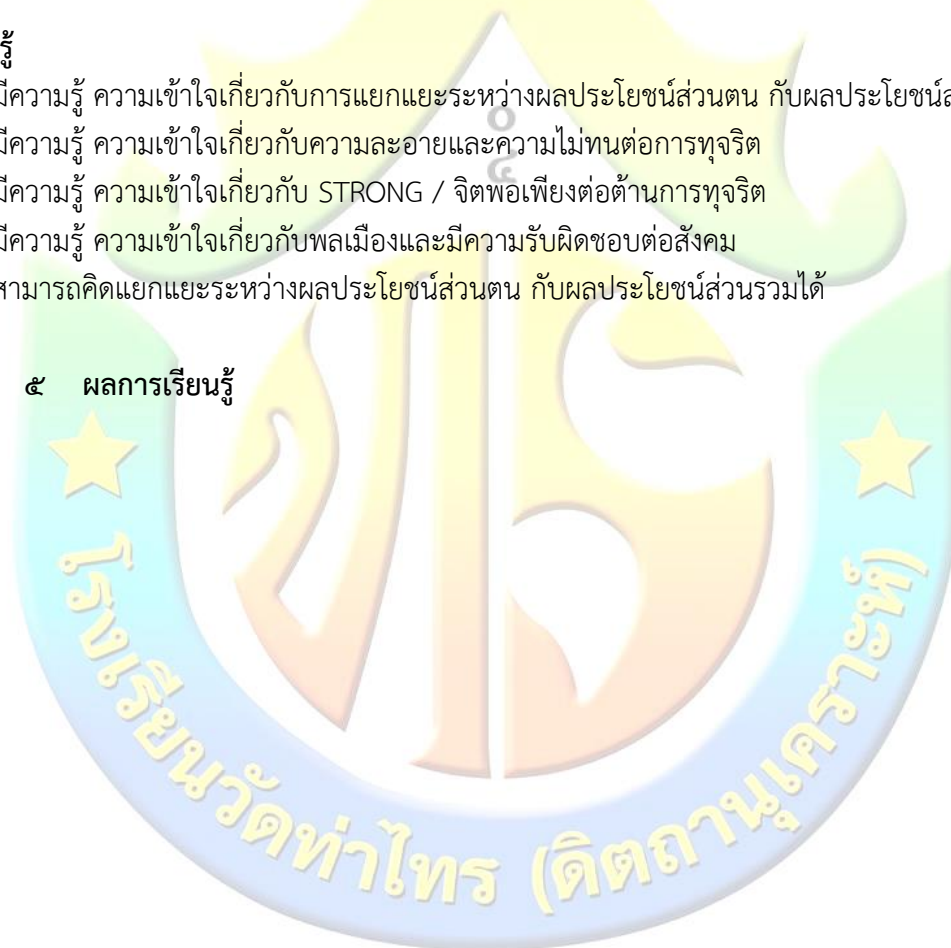 รู้
มีความรู้ ความเข้าใจเกี่ยวกับการแยกแยะระหว่างผลประโยชน์ส่วนตน กับผลประโยชน์
มีความรู้ ความเข้าใจเกี่ยวกับความละอายและความไม่ทนต่อการทุจริต
มีความรู้ ความเข้าใจเกี่ยวกับ STRONG / จิตพอเพียงต่อต้านการทุจริต
มีความรู้ ความเข้าใจเกี่ยวกับพลเมืองและมีความรับผิดชอบต่อสังคม
สามารถคิดแยกแยะระหว่างผลประโยชน์ส่วนตน กับผลประโยชน์ส่วนรวมได้
๕ ผลการเรียนรู้
โรงเรียนวัดท่าไทร (ดิตถานุเคราะห์)